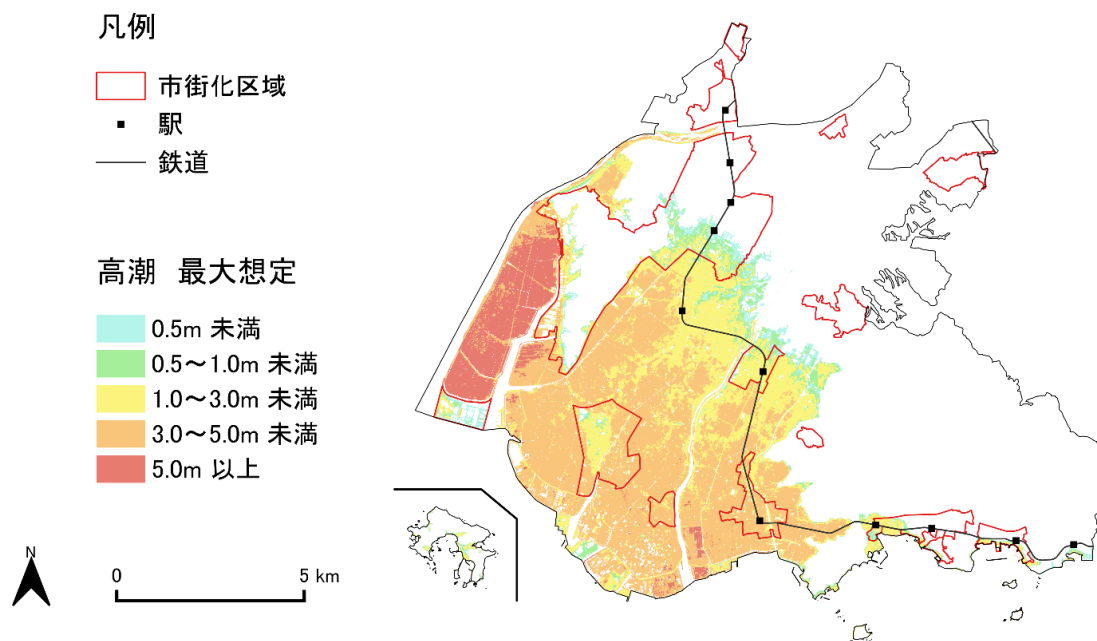 凡例
市街化区域
駅
鉄道
高潮 最大想定
0.5m 未満
0.5～1.0m 未満
1.0～3.0m 未満
3.0～5.0m 未満
5.0m 以上
N
0 5 km